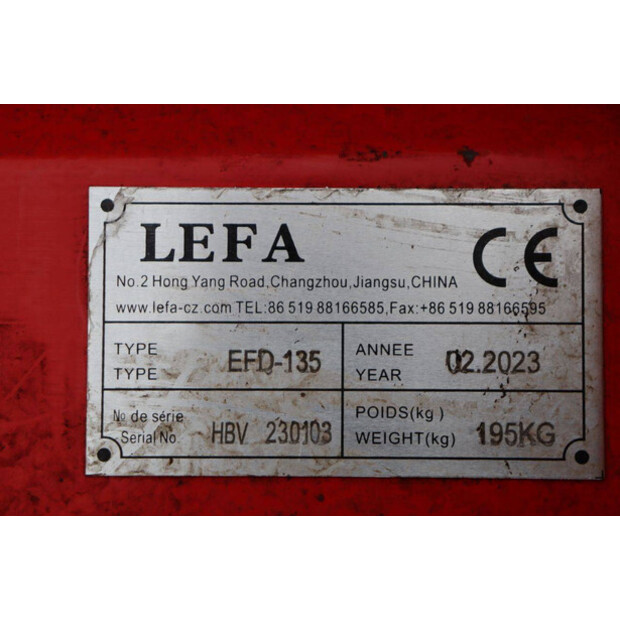 LEFA CE
No.2 Hong Yang Road,Changzhou,Jiangsu,CHINA
www.lefa-cz.com TEL:86 519 88166585,Fax:+86 519 88166595
TYPE
TYPE EFD-135
ANNEE
YEAR 02.2023
№ de série
Serial No. HBV 230103
POIDS(kg)
WEIGHT(kg) 195KG